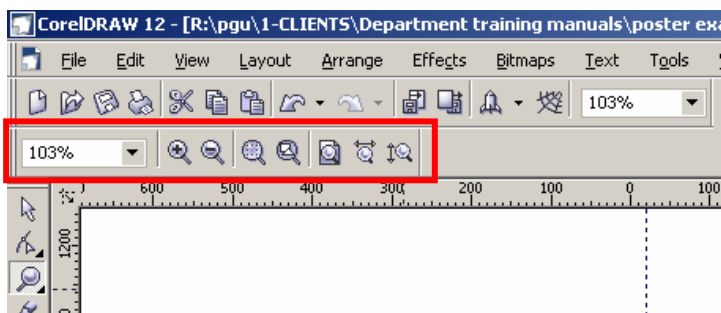 CorelDRAW 12 - [R:\pgu\1-CLIENTS\Department training manuals\poster exa
File Edit View Layout Arrange Effects Bitmaps Text Tools
103%
103%
600 500 400 300 200 100 0 100
1200